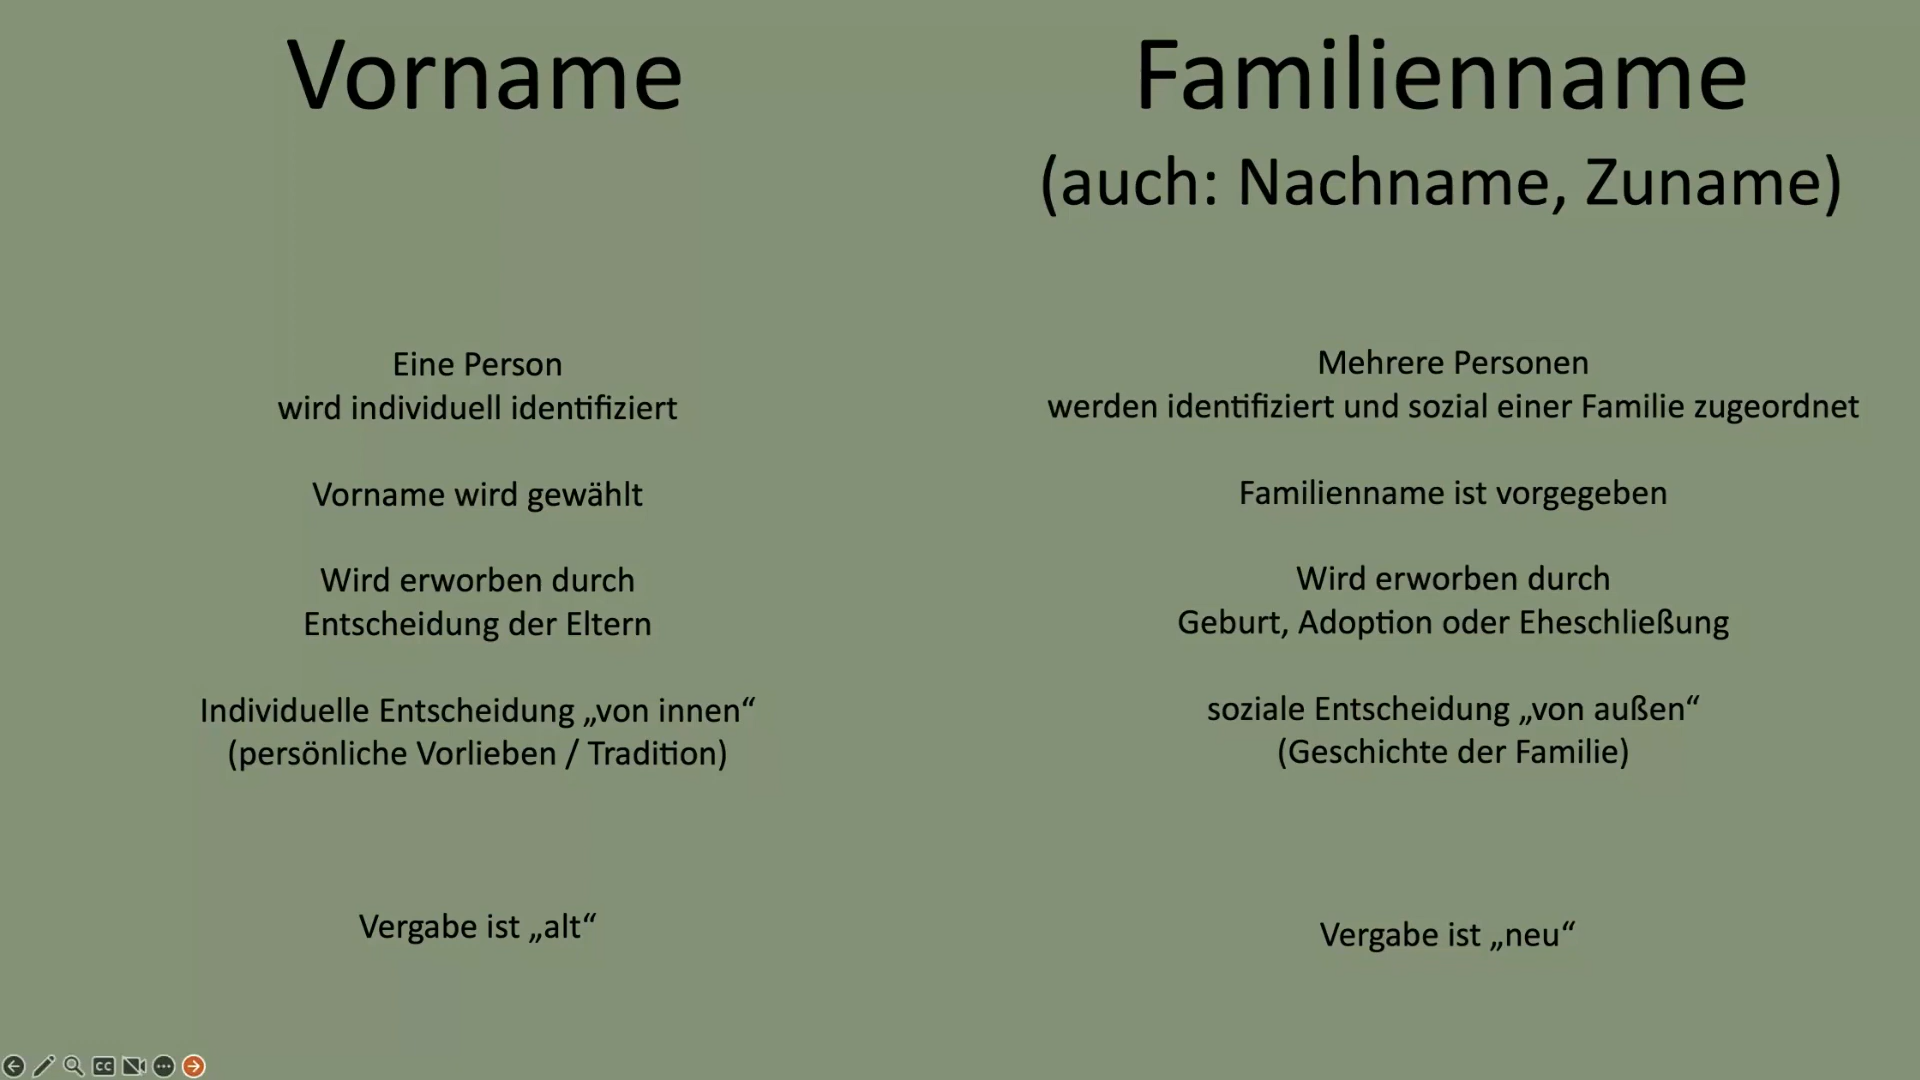 Vorname
Eine Person
wird individuell identifiziert
Vorname wird gewählt
Wird erworben durch
Entscheidung der Eltern
Individuelle Entscheidung „von innen“
(persönliche Vorlieben / Tradition)
Vergabe ist „alt“
Familienname
(auch: Nachname, Zuname)
Mehrere Personen
werden identifiziert und sozial einer Familie zugeordnet
Familienname ist vorgegeben
Wird erworben durch
Geburt, Adoption oder Eheschließung
soziale Entscheidung „von außen“
(Geschichte der Familie)
Vergabe ist „neu“
CC